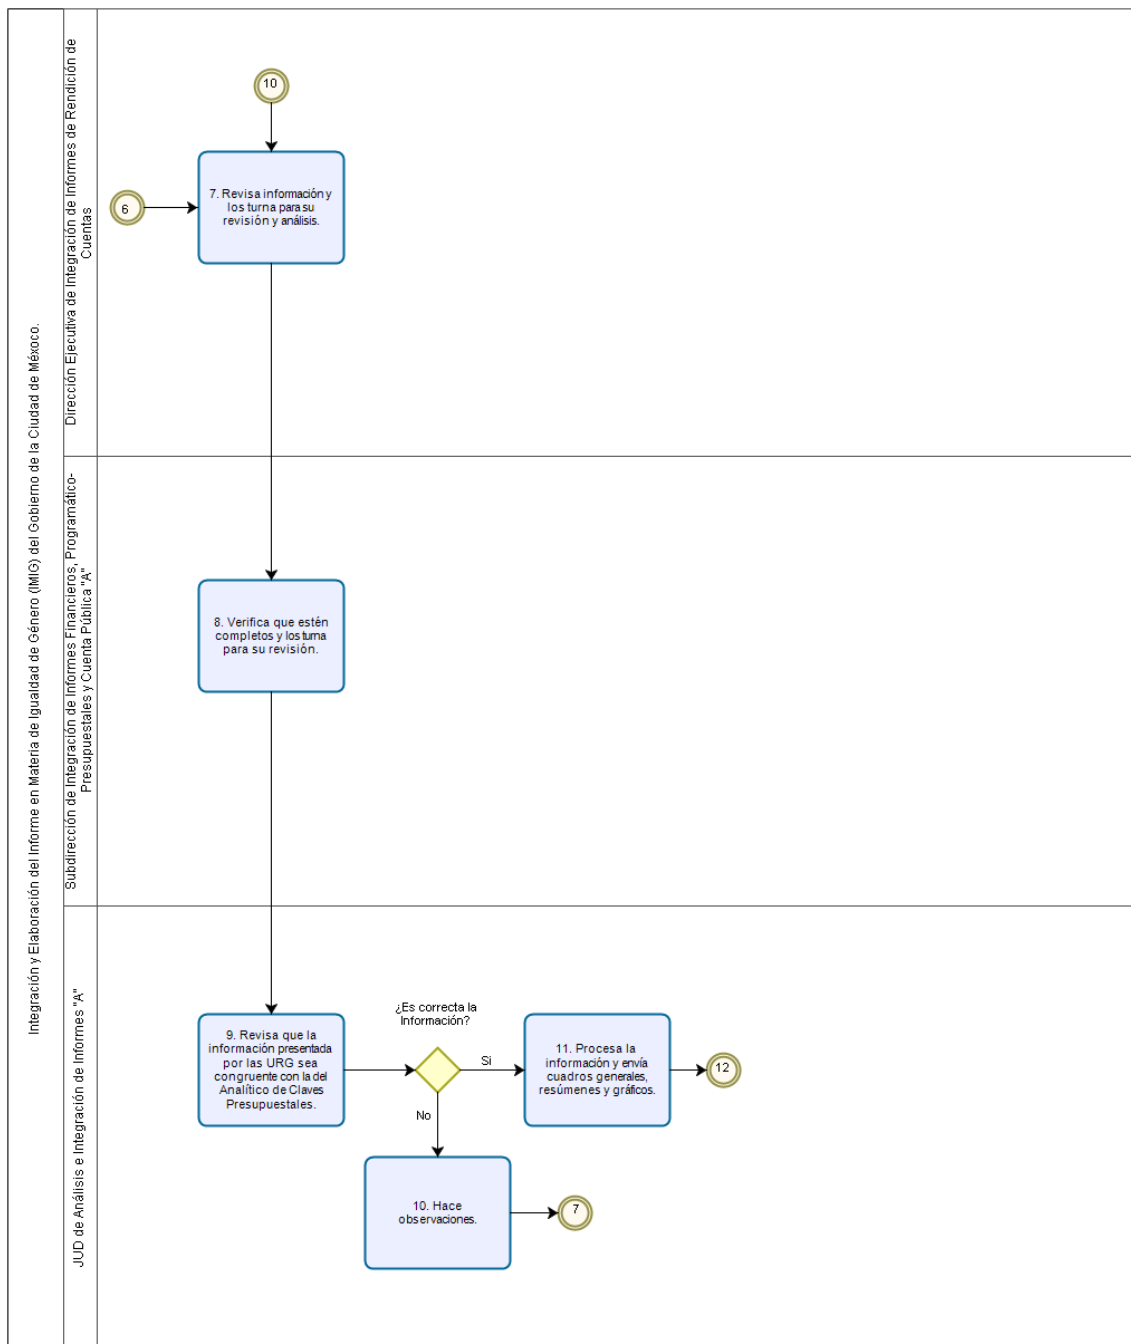 Integración y Elaboración del Informe en Materia de Igualdad de Género (IMIG) del Gobierno de la Ciudad de Méxoco.
Dirección Ejecutiva de Integración de Informes de Rendición de
Cuentas
10
6
7. Revisa información y
los turna para su
revisión y análisis.
Subdirección de Integración de Informes Financieros, Programático-
Presupuestales y Cuenta Pública "A"
8. Verifica que estén
completos y los turna
para su revisión.
JUD de Análisis e Integración de Informes "A"
9. Revisa que la
información presentada
por las URG sea
congruente con la del
Analítico de Claves
Presupuestales.
¿Es correcta la
Información?
Si
11. Procesa la
información y envía
cuadros generales,
resúmenes y gráficos.
12
No
10. Hace
observaciones.
7